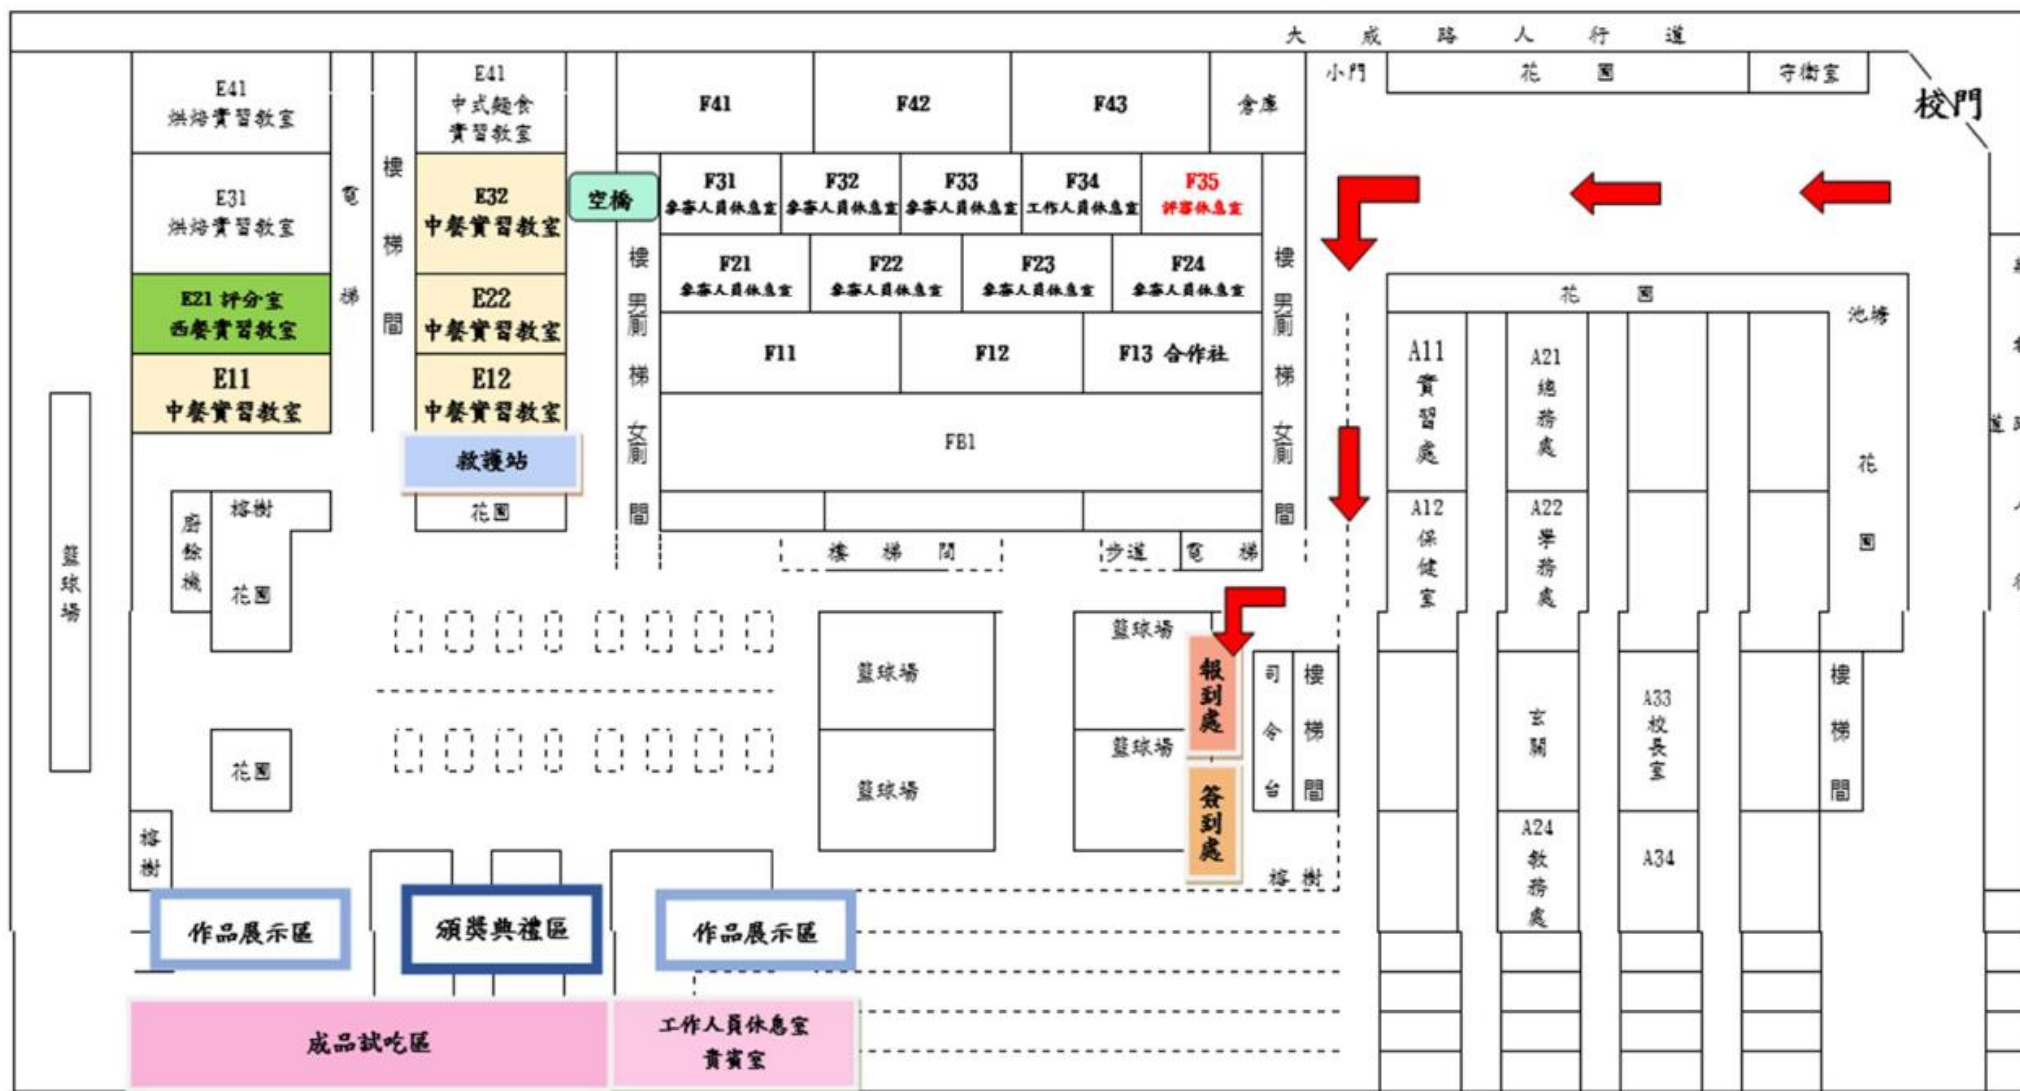 大成路人行道
E41
烘焙實習教室
E41
中式麵食
實習教室
F41
F42
F43
倉庫
小門
花園
守衛室
校門
E31
烘焙實習教室
電梯
樓梯間
E32
中餐實習教室
空橋
F31
參賽人員休息室
F32
參賽人員休息室
F33
參賽人員休息室
F34
工作人員休息室
F35
評審休息室
E21 評分室
西餐實習教室
E22
中餐實習教室
樓梯間
男廁
女廁
F21
參賽人員休息室
F22
參賽人員休息室
F23
參賽人員休息室
F24
參賽人員休息室
樓梯間
男廁
女廁
花園
池塘
E11
中餐實習教室
E12
中餐實習教室
F11
F12
F13 合作社
A11
實習處
A21
總務處
FB1
救護站
花園
花園
籃球場
廚餘機
榕樹
花園
樓梯間
步道
電梯
A12
保健室
A22
學務處
籃球場
籃球場
報到處
司令台
樓梯間
玄關
A33
校長室
樓梯間
花園
籃球場
籃球場
簽到處
榕樹
榕樹
A24
教務處
A34
作品展示區
頒獎典禮區
作品展示區
成品試吃區
工作人員休息室
貴賓室